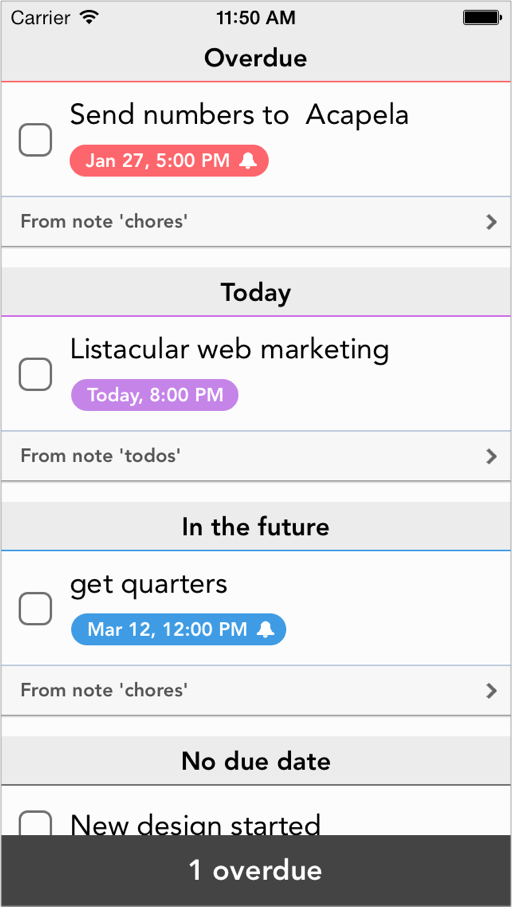 Carrier 11:50 AM
Overdue
Send numbers to  Acapela
Jan 27, 5:00 PM
From note 'chores'
Today
Listacular web marketing
Today, 8:00 PM
From note 'todos'
In the future
get quarters
Mar 12, 12:00 PM
From note 'chores'
No due date
New design started
1 overdue